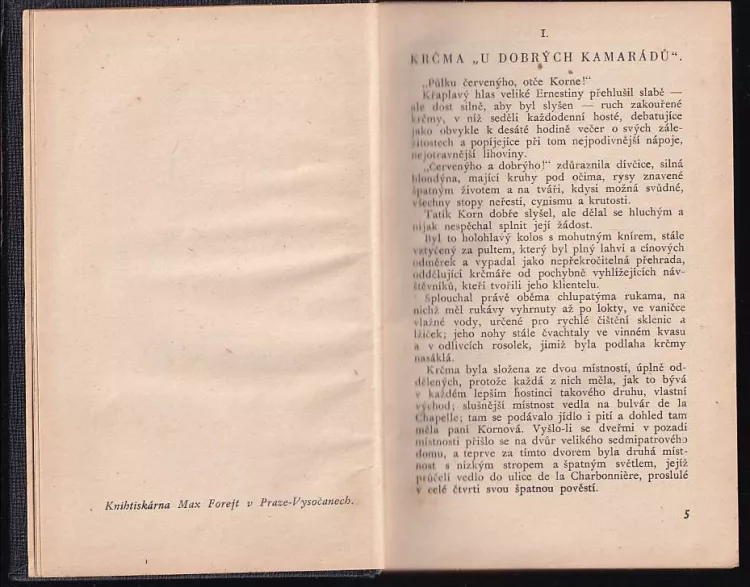 Knihtiskárna Max Forejt v Praze-Vysočanech.
I.
KRČMA „U DOBRÝCH KAMARÁDŮ“.
„Půlku červenýho, otče Korne!“
Křaplavý hlas veliké Ernestiny přehlušil slabě —
ale dost silně, aby byl slyšen — ruch zakouřené
krčmy, v níž seděli každodenní hosté, debatujíce
jako obvykle k desáté hodině večer o svých zále-
žitostech a popíjejíce při tom nejpodivnější nápoje,
nejotravnější lihoviny.
„Červenýho a dobrýho!“ zdůraznila dívčice, silná
blondýna, mající kruhy pod očima, rysy znavené
špatným životem a na tváři, kdysi možná svůdné,
všechny stopy neřesti, cynismu a krutosti.
Tatík Korn dobře slyšel, ale dělal se hluchým a
nijak nespěchal splnit její žádost.
Byl to holohlavý kolos s mohutným knírem, stále
vztyčený za pultem, který byl plný lahví a cínových
odměrek a vypadal jako nepřekročitelná přehrada,
oddělující krčmáře od pochybně vyhlížejících náv-
štěvníků, kteří tvořili jeho klientelu.
Šplouchal právě oběma chlupatýma rukama, na
nichž měl rukávy vyhrnuty až po lokty, ve vaničce
vlažné vody, určené pro rychlé čištění sklenic a
lžiček; jeho nohy stále čvachtaly ve vinném kvasu
a v odlivcích rosolek, jimiž byla podlaha krčmy
nasáklá.
Krčma byla složena ze dvou místností, úplně od-
dělených, protože každá z nich měla, jak to bývá
v každém lepším hostinci takového druhu, vlastní
východ; slušnější místnost vedla na bulvár de la
Chapelle; tam se podávalo jídlo i pití a dohled tam
měla paní Kornová. Vyšlo-li se dveřmi v pozadí
místnosti přišlo se na dvůr velikého sedmipatrového
domu, a teprve za tímto dvorem byla druhá míst-
nost s nízkým stropem a špatným světlem, jejíž
průčelí vedlo do ulice de la Charbonnière, proslulé
v celé čtvrti svou špatnou pověstí.
5